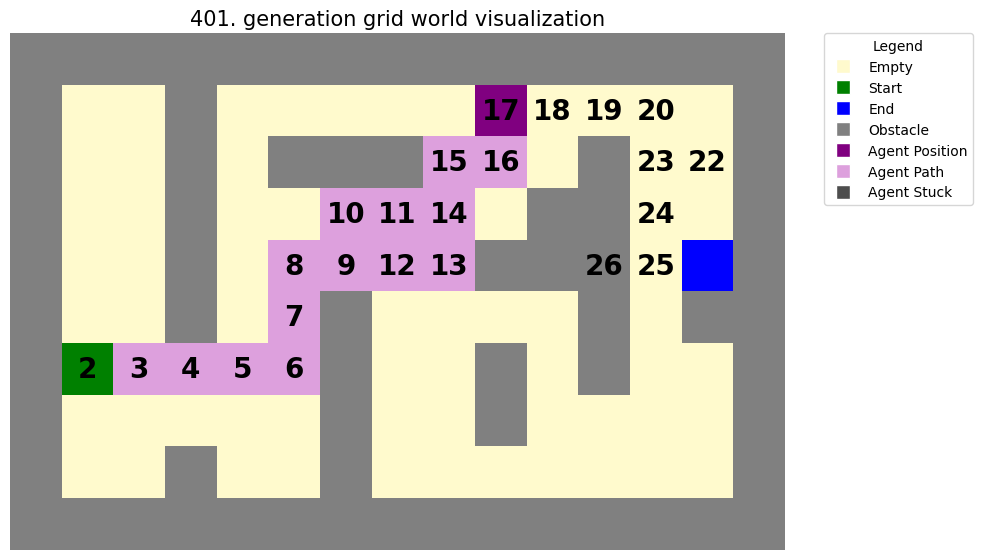 401. generation grid world visualization
Legend
Empty
Start
End
Obstacle
Agent Position
Agent Path
Agent Stuck
17 18 19 20
15 16 23 22
10 11 14 24
8 9 12 13 26 25
7
2 3 4 5 6